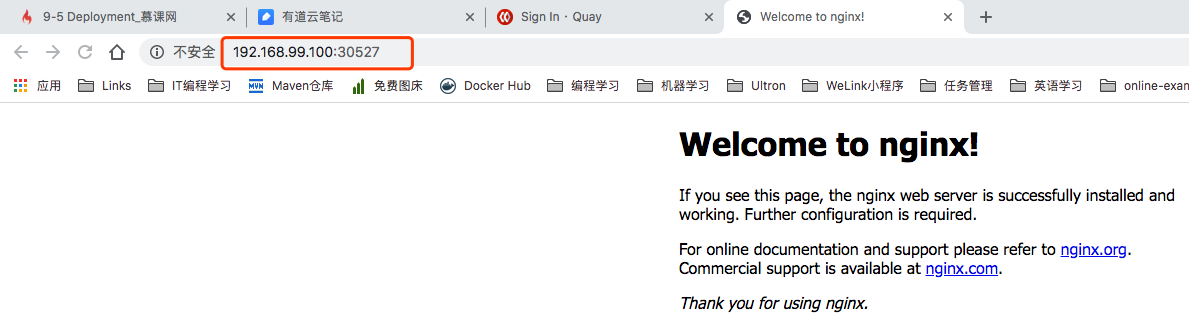 9-5 Deployment_慕课网
有道云笔记
Sign In · Quay
Welcome to nginx!
不安全 192.168.99.100:30527
应用 Links IT编程学习 Maven仓库 免费图床 Docker Hub 编程学习 机器学习 Ultron WeLink小程序 任务管理 英语学习 online-exan
Welcome to nginx!
If you see this page, the nginx web server is successfully installed and
working. Further configuration is required.
For online documentation and support please refer to nginx.org.
Commercial support is available at nginx.com.
Thank you for using nginx.